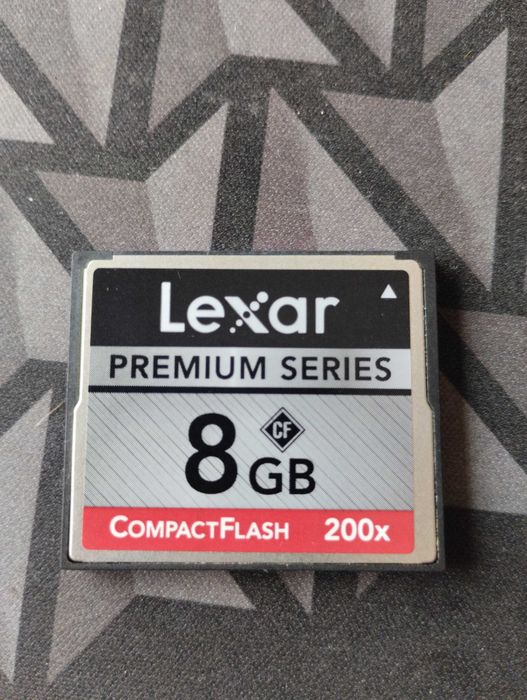 Lexar
PREMIUM SERIES
CF
8 GB
COMPACTFLASH 200x